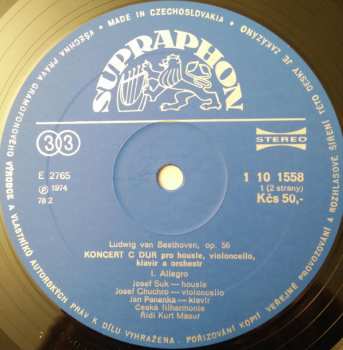 • MADE IN CZECHOSLOVAKIA •
VŠECHNA PRÁVA GRAMOFONOVÉHO VÝROBCE A VLASTNÍKŮ AUTORSKÝCH PRÁV K DÍLU VYHRAŽENA • POŘIZOVÁNÍ KOPIÍ VEŘEJNÉ PROVOZOVÁNÍ A ROZHLASOVÉ ŠÍŘENÍ TÉTO DESKY JE ZAKÁZÁNO
SUPRAPHON
33
STEREO
E 2765
℗ 1974
78 2
1 10 1558
1 (2 strany)
Kčs 50,-
Ludwig van Beethoven, op. 56
KONCERT C DUR pro housle, violoncello,
klavír a orchestr
I. Allegro
Josef Suk — housle
Josef Chuchro — violoncello
Jan Panenka — klavír
Česká filharmonie
Řídí Kurt Masur